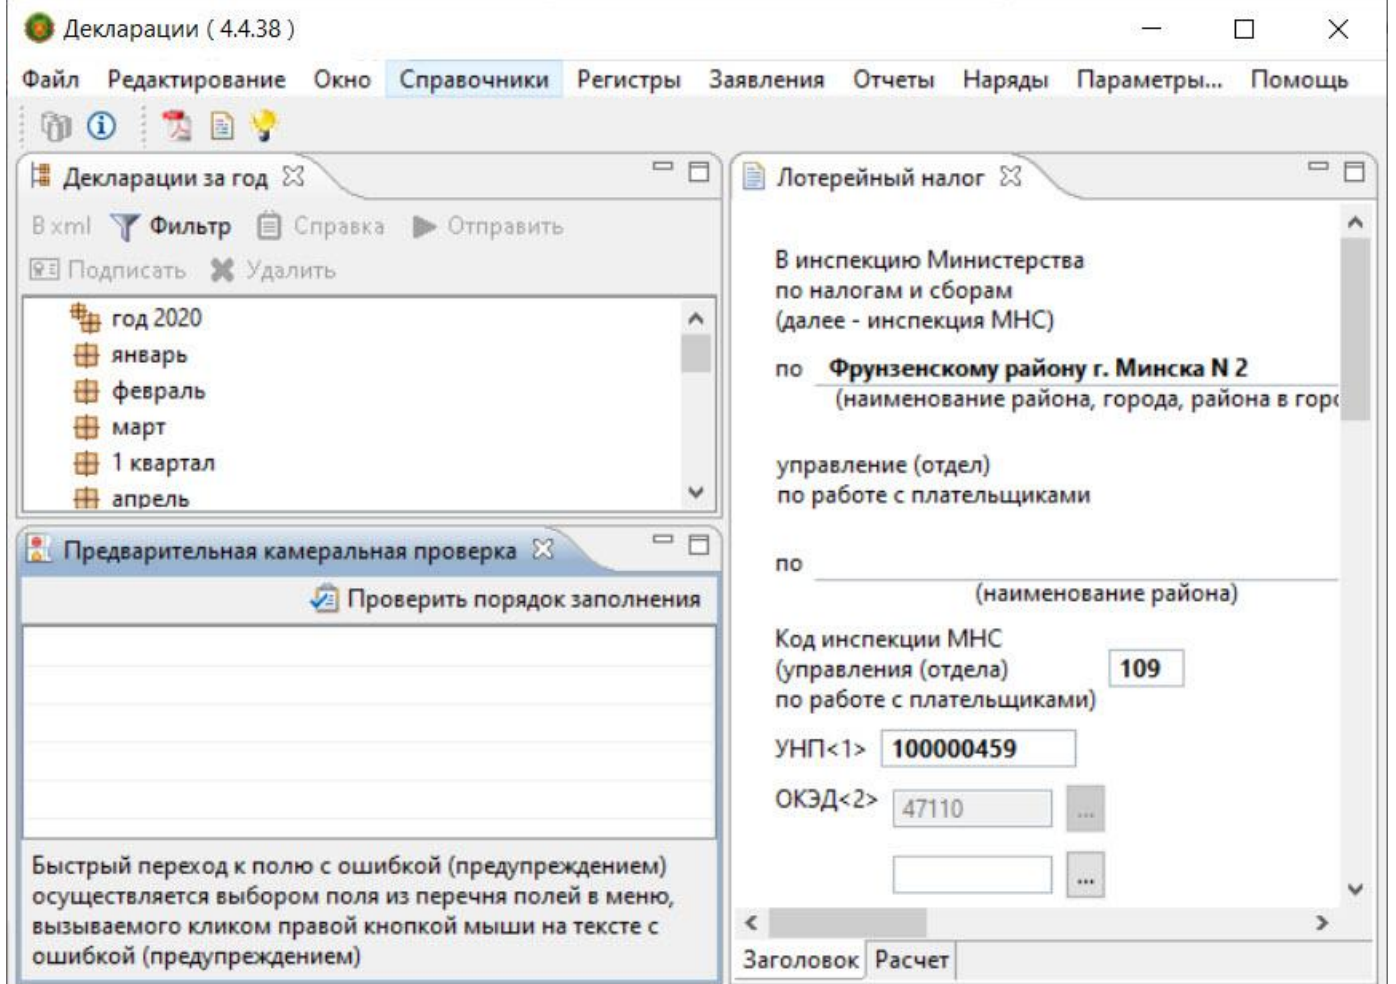 Декларации ( 4.4.38 )
Файл Редактирование Окно Справочники Регистры Заявления Отчеты Наряды Параметры... Помощь
Декларации за год
В xml Фильтр Справка Отправить
Подписать Удалить
год 2020
январь
февраль
март
1 квартал
апрель
Предварительная камеральная проверка
Проверить порядок заполнения
Быстрый переход к полю с ошибкой (предупреждением)
осуществляется выбором поля из перечня полей в меню,
вызываемого кликом правой кнопкой мыши на тексте с
ошибкой (предупреждением)
Лотерейный налог
В инспекцию Министерства
по налогам и сборам
(далее - инспекция МНС)
по Фрунзенскому району г. Минска N 2
(наименование района, города, района в горо
управление (отдел)
по работе с плательщиками
по
(наименование района)
Код инспекции МНС
(управления (отдела) 109
по работе с плательщиками)
УНП<1> 100000459
ОКЭД<2> 47110 ...
...
Заголовок Расчет